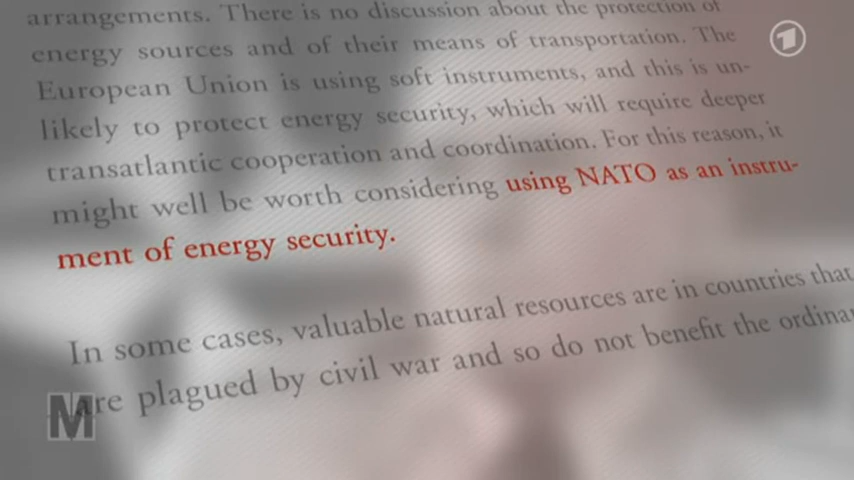 arrangements. There is no discussion about the protection of
energy sources and of their means of transportation. The
European Union is using soft instruments, and this is un-
likely to protect energy security, which will require deeper
transatlantic cooperation and coordination. For this reason, it
might well be worth considering using NATO as an instru-
ment of energy security.
In some cases, valuable natural resources are in countries that
are plagued by civil war and so do not benefit the ordinar
1
M